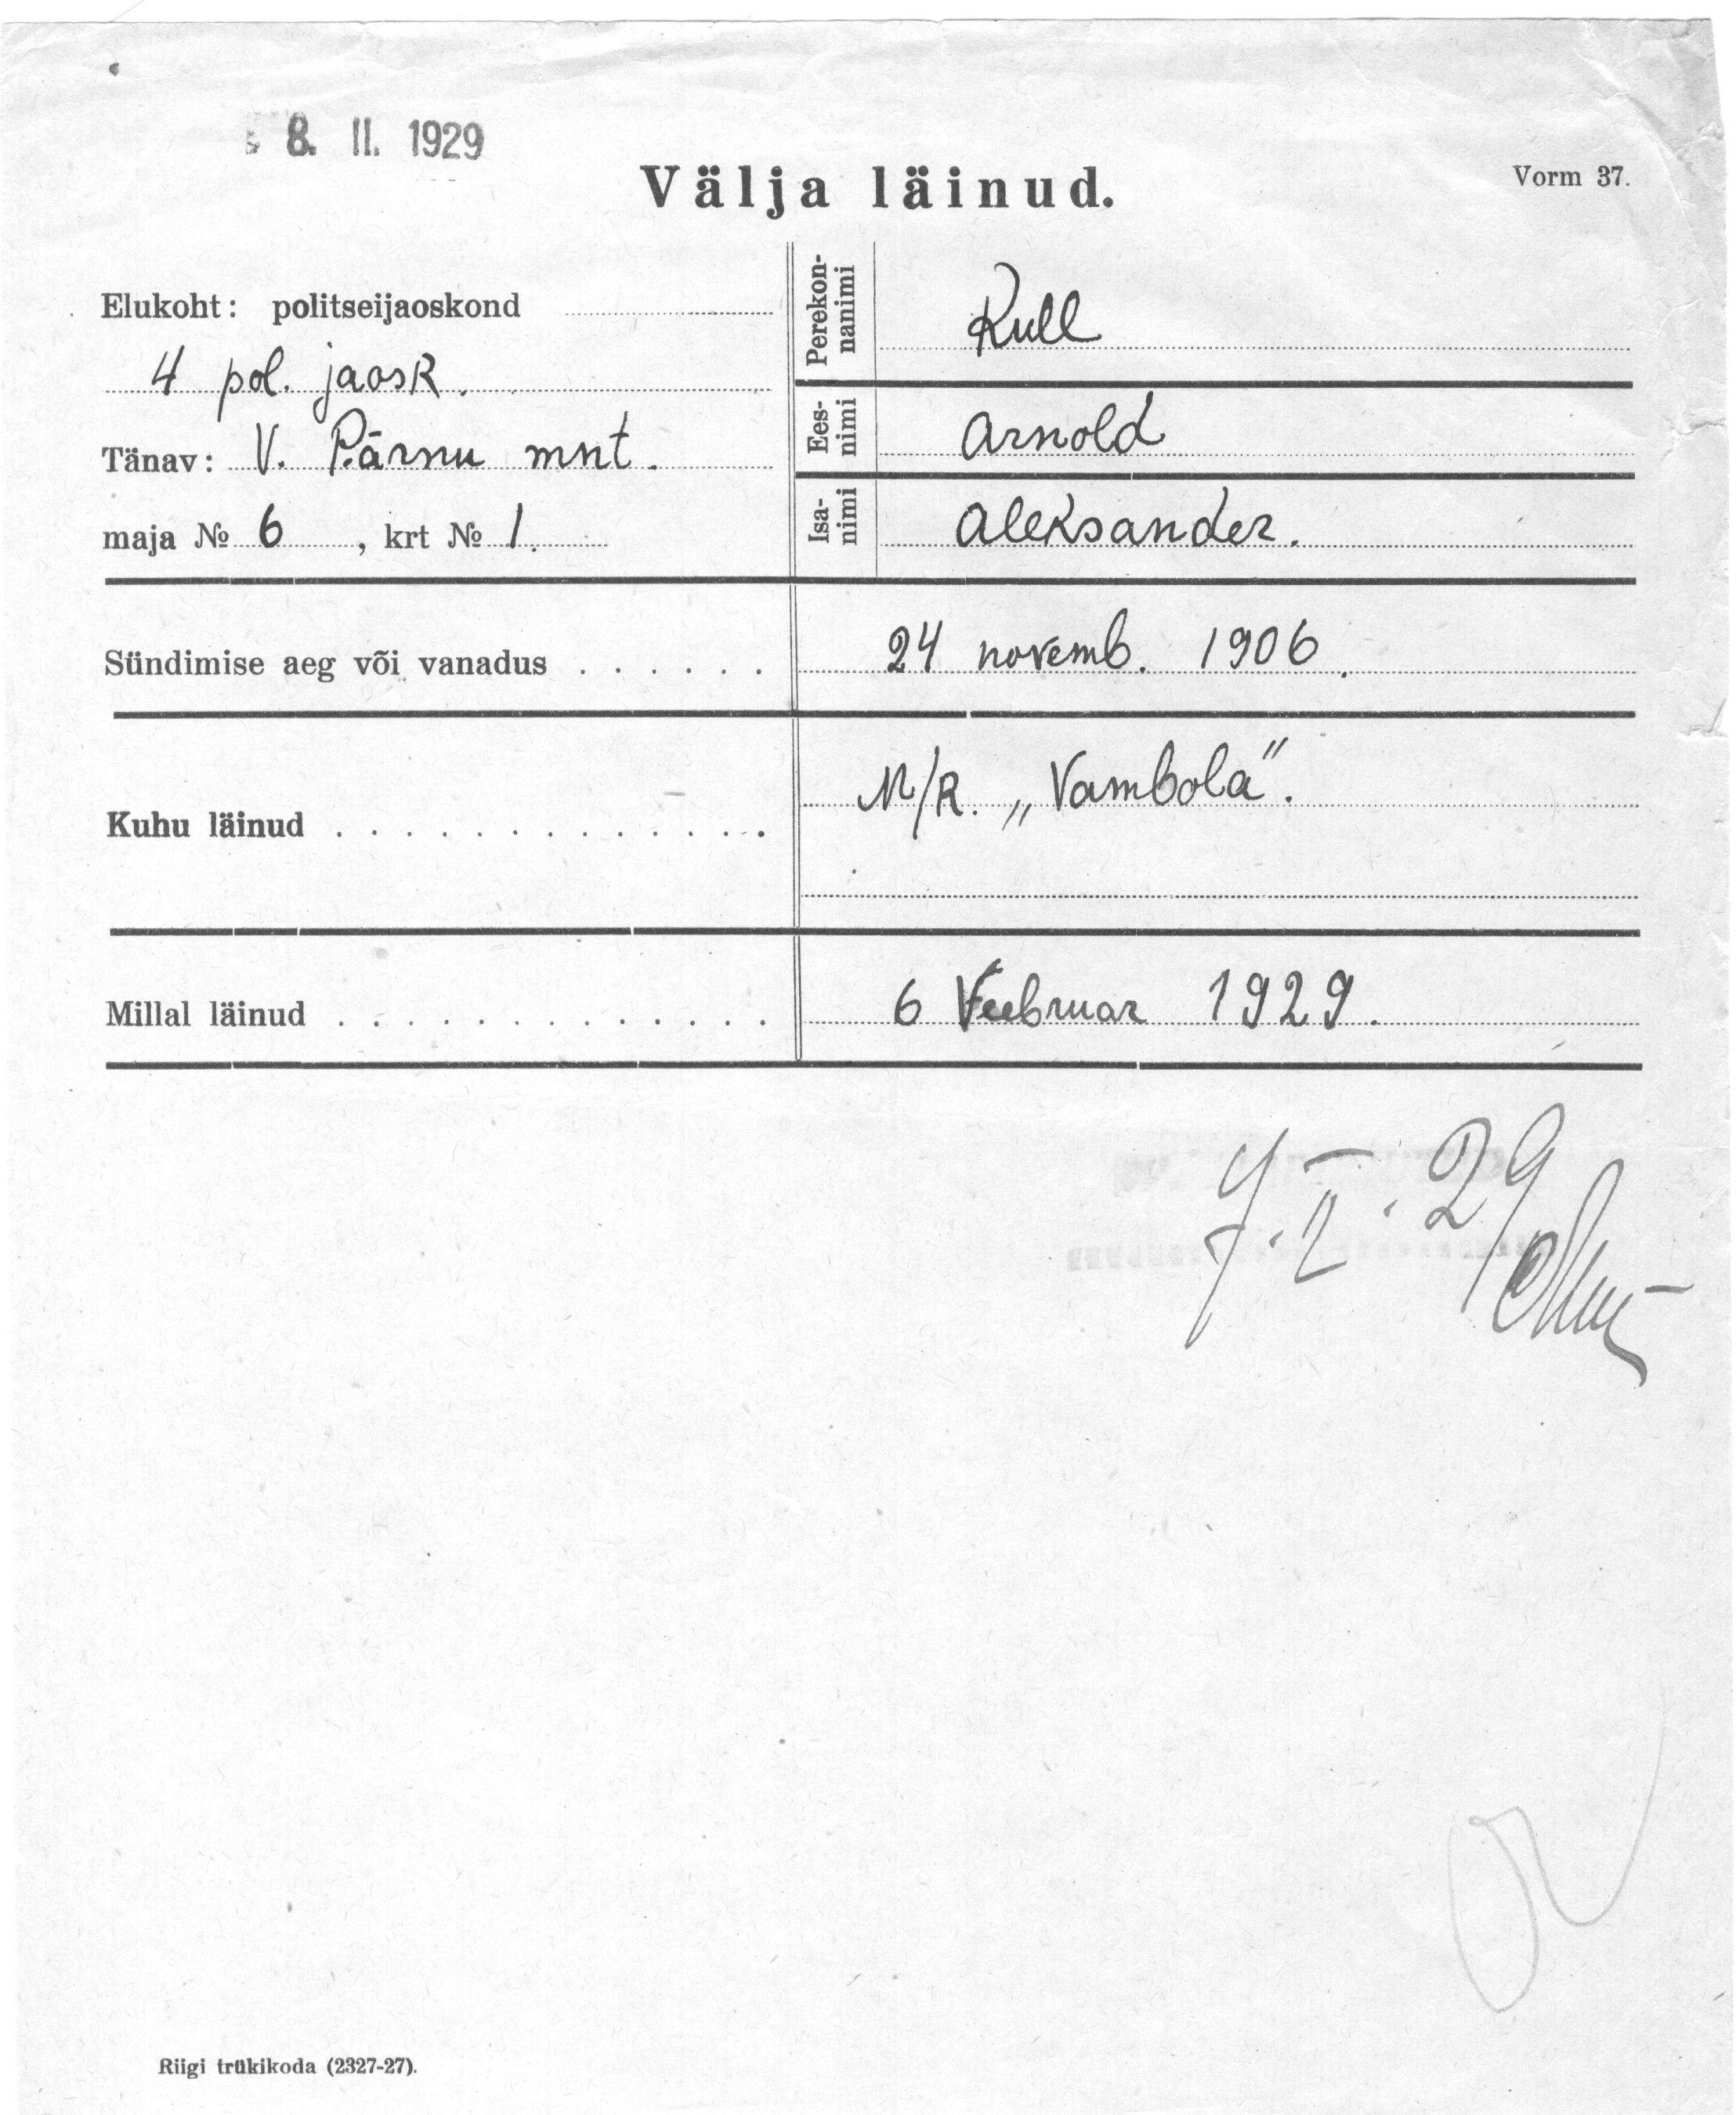 8. II. 1929
Välja läinud.
Vorm 37.
Elukoht: politseijaoskond
4 pol. jaosk.
Tänav: V. Pärnu mnt.
maja № 6, krt № 1.
Perekon-
nanimi
Kull
Ees-
nimi
Arnold
Isa-
nimi
Aleksander.
Sündimise aeg või vanadus . . . . . . 24 novemb. 1906.
Kuhu läinud . . . . . . . . . . . . . M/R. „Vambola".
Millal läinud . . . . . . . . . . . . . 6 Veebruar 1929.
7. II. 29
Riigi trükikoda (2327-27).